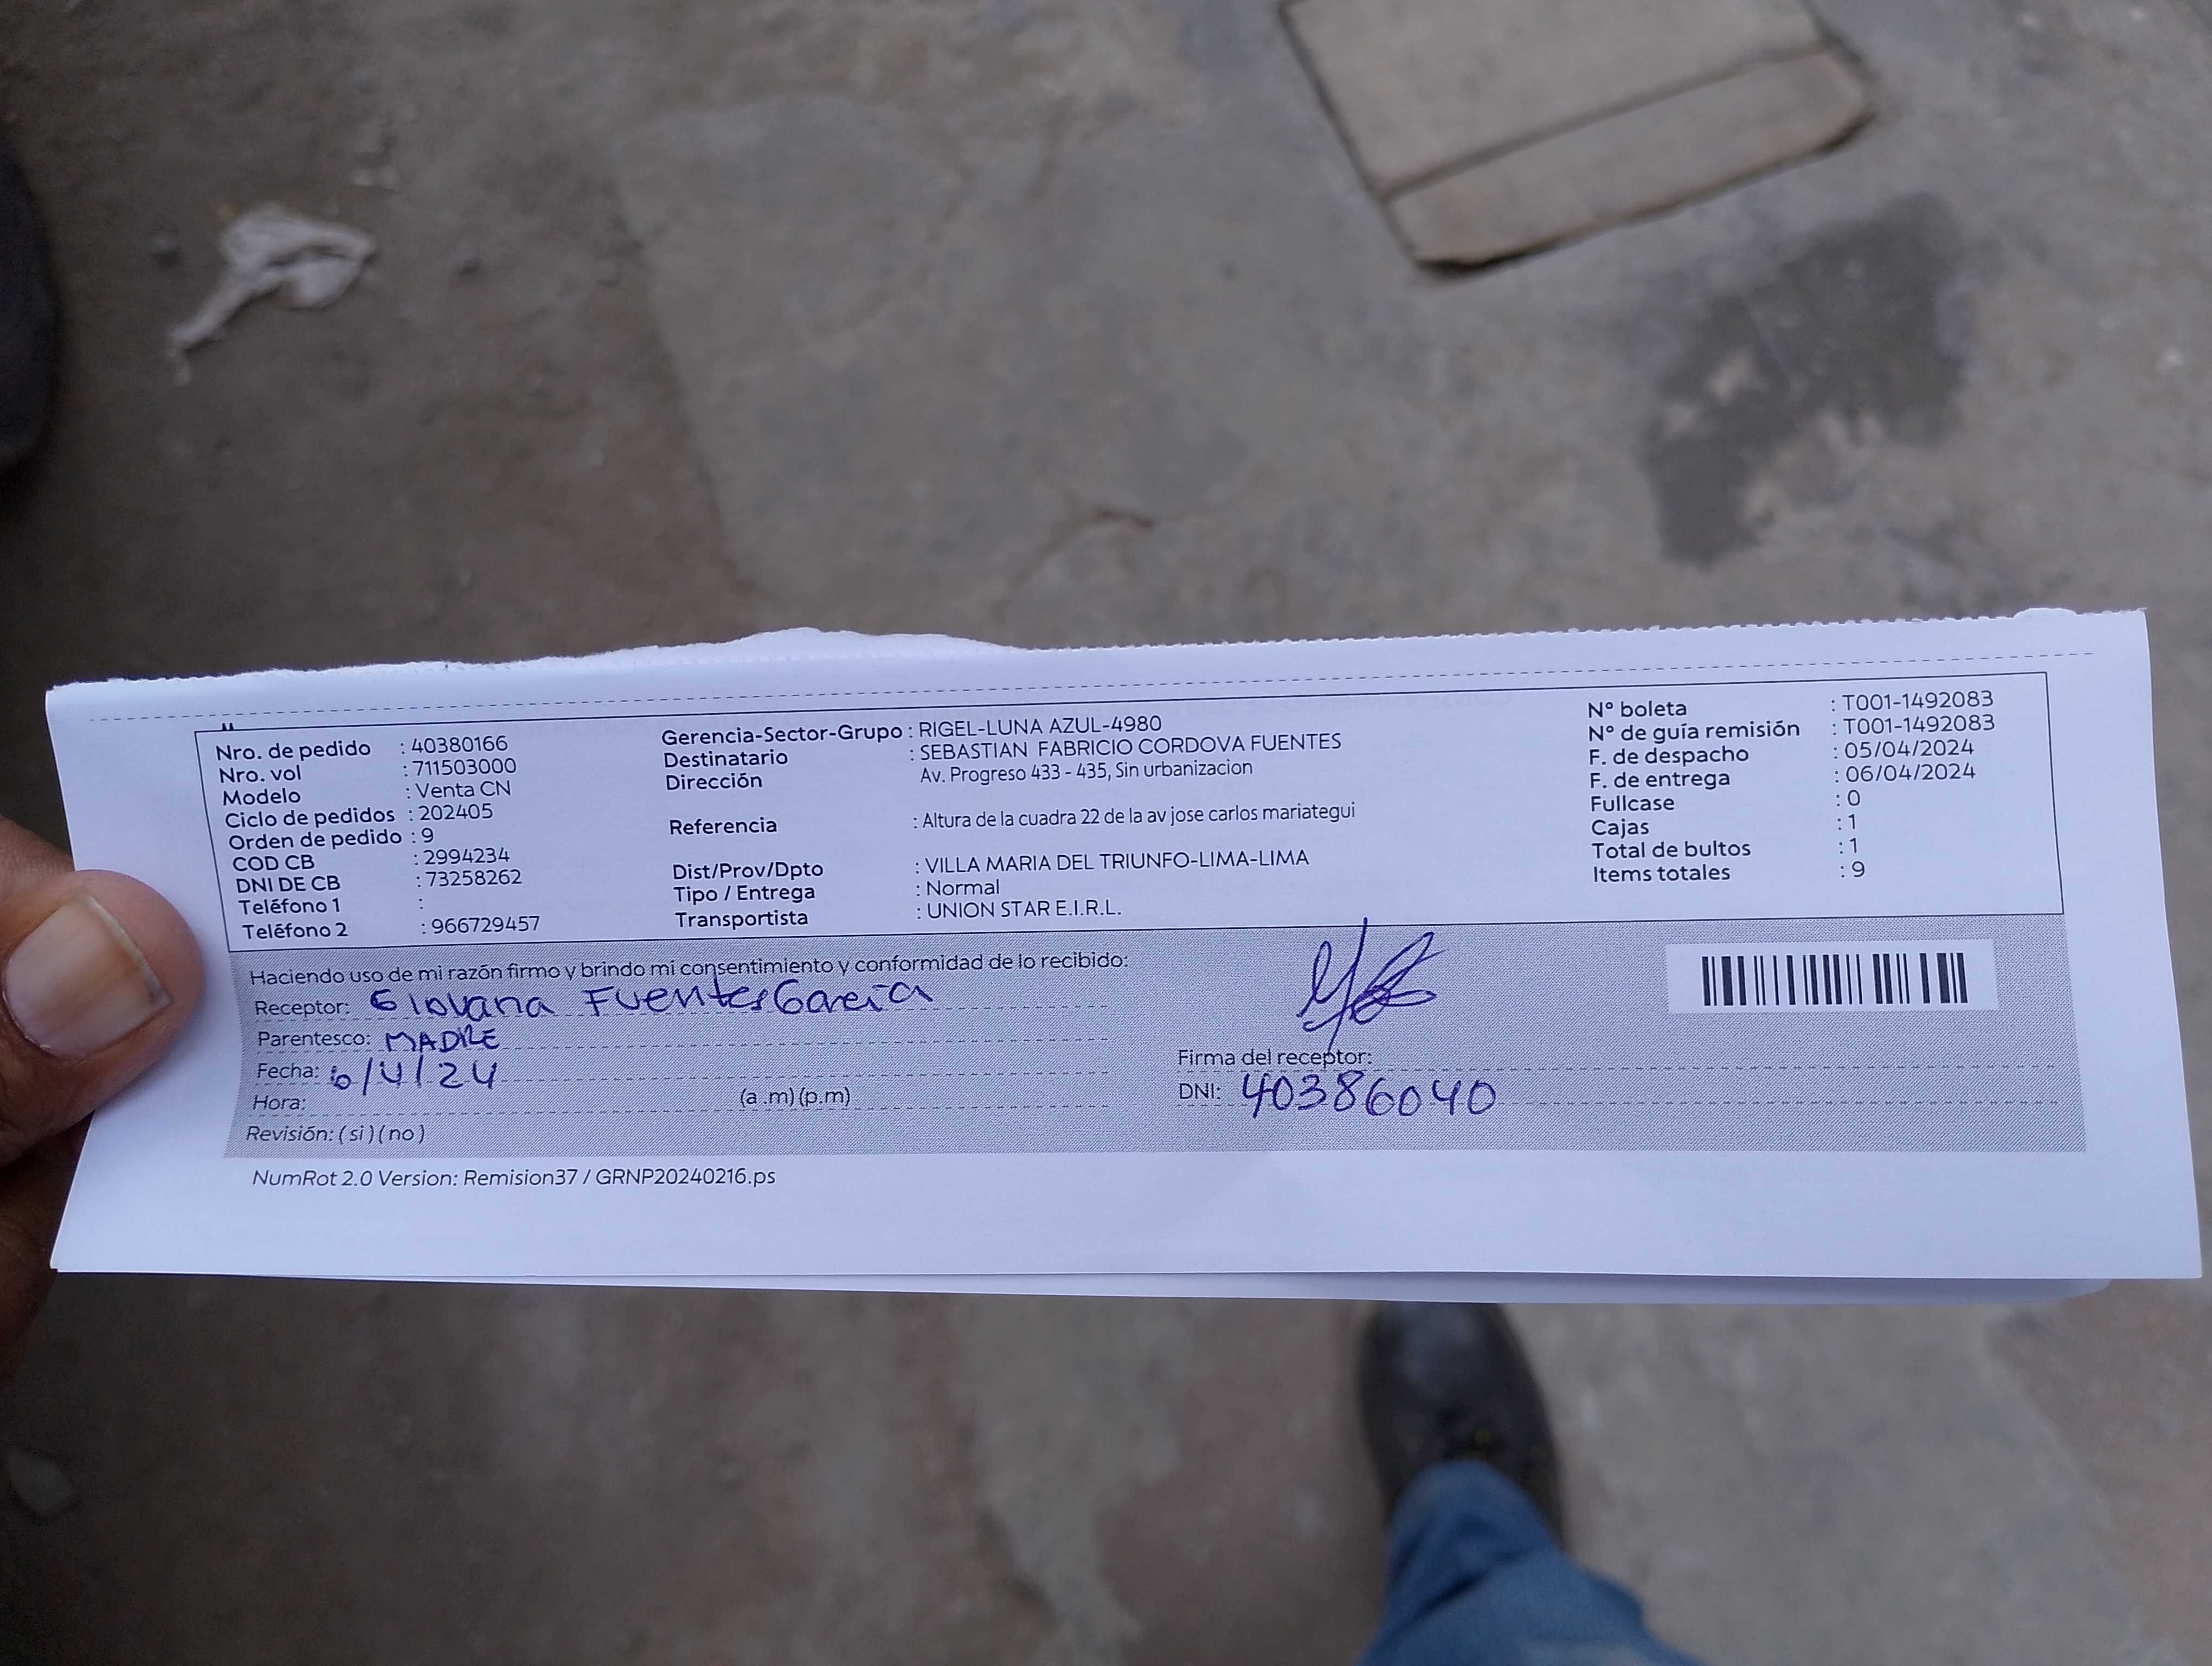 Nro. de pedido : 40380166
Nro. vol : 711503000
Modelo : Venta CN
Ciclo de pedidos : 202405
Orden de pedido : 9
COD CB : 2994234
DNI DE CB : 73258262
Teléfono 1 :
Teléfono 2 : 966729457
Gerencia-Sector-Grupo : RIGEL-LUNA AZUL-4980
Destinatario : SEBASTIAN FABRICIO CORDOVA FUENTES
Dirección Av. Progreso 433 - 435, Sin urbanizacion
Referencia : Altura de la cuadra 22 de la av jose carlos mariategui
Dist/Prov/Dpto : VILLA MARIA DEL TRIUNFO-LIMA-LIMA
Tipo / Entrega : Normal
Transportista : UNION STAR E.I.R.L.
N° boleta : T001-1492083
N° de guía remisión : T001-1492083
F. de despacho : 05/04/2024
F. de entrega : 06/04/2024
Fullcase : 0
Cajas : 1
Total de bultos : 1
Items totales : 9
Haciendo uso de mi razón firmo y brindo mi consentimiento y conformidad de lo recibido:
Receptor: Giovana Fuentes Garcia
Parentesco: MADRE
Fecha: 6/4/24
Hora: (a .m) (p.m)
Revisión: ( si ) ( no )
Firma del receptor:
DNI: 40386040
NumRot 2.0 Version: Remision37 / GRNP20240216.ps